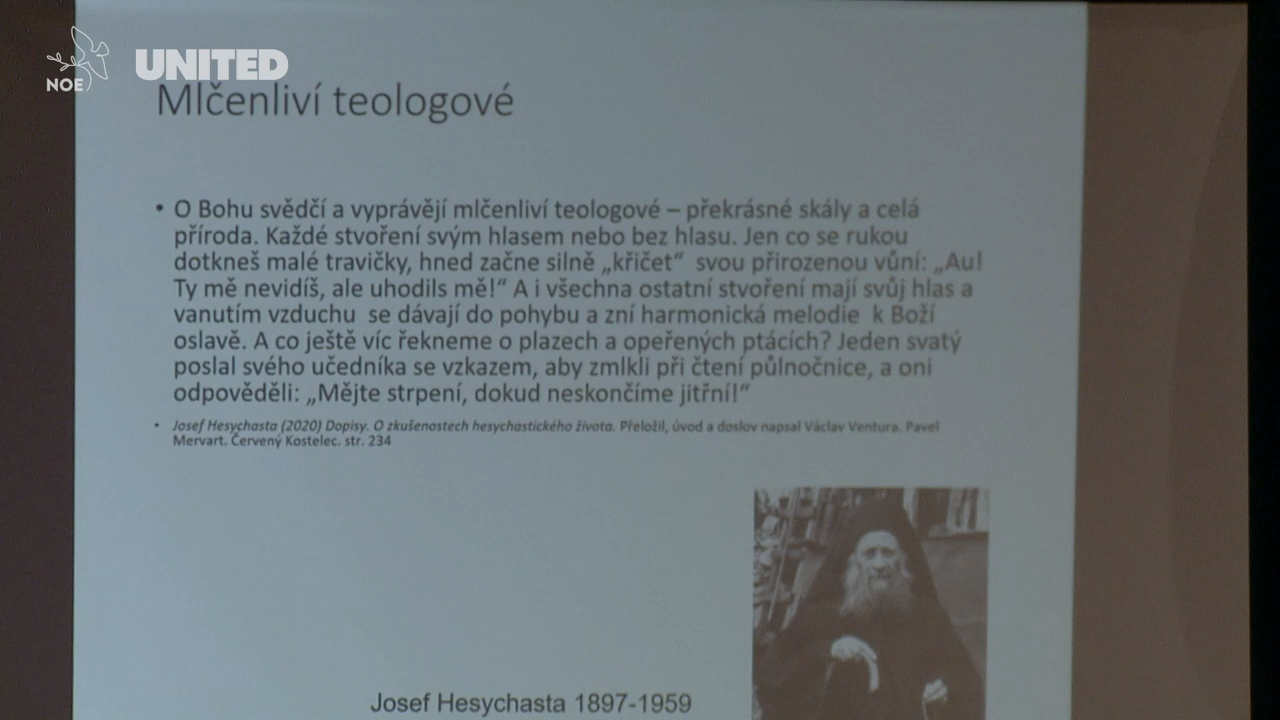 NOE
UNITED
Mlčenliví teologové
• O Bohu svědčí a vyprávějí mlčenliví teologové – překrásné skály a celá
příroda. Každé stvoření svým hlasem nebo bez hlasu. Jen co se rukou
dotkneš malé travičky, hned začne silně „křičet“ svou přirozenou vůní: „Au!
Ty mě nevidíš, ale uhodils mě!“ A i všechna ostatní stvoření mají svůj hlas a
vanutím vzduchu se dávají do pohybu a zní harmonická melodie k Boží
oslavě. A co ještě víc řekneme o plazech a opeřených ptácích? Jeden svatý
poslal svého učedníka se vzkazem, aby zmlkli při čtení půlnočnice, a oni
odpověděli: „Mějte strpení, dokud neskončíme jitřní!“
• Josef Hesychasta (2020) Dopisy. O zkušenostech hesychastického života. Přeložil, úvod a doslov napsal Václav Ventura. Pavel
Mervart. Červený Kostelec. str. 234
Josef Hesychasta 1897-1959